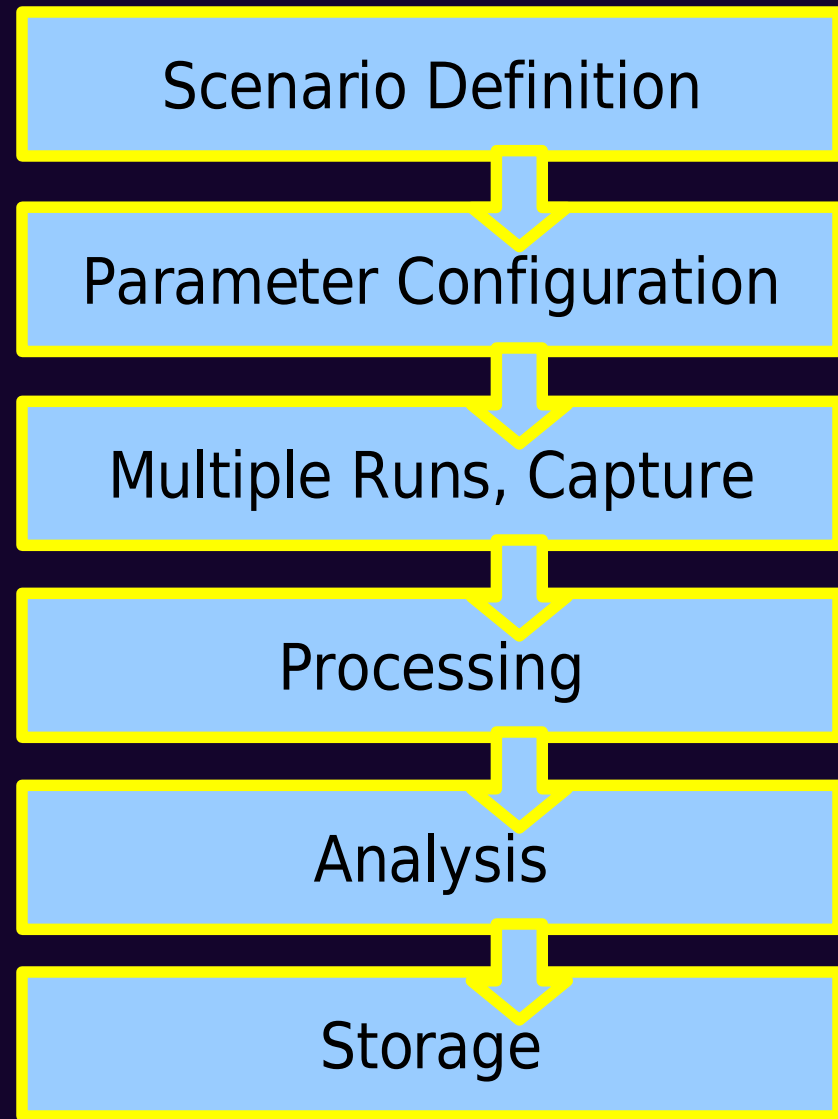 Scenario Definition
Parameter Configuration
Multiple Runs, Capture
Processing
Analysis
Storage